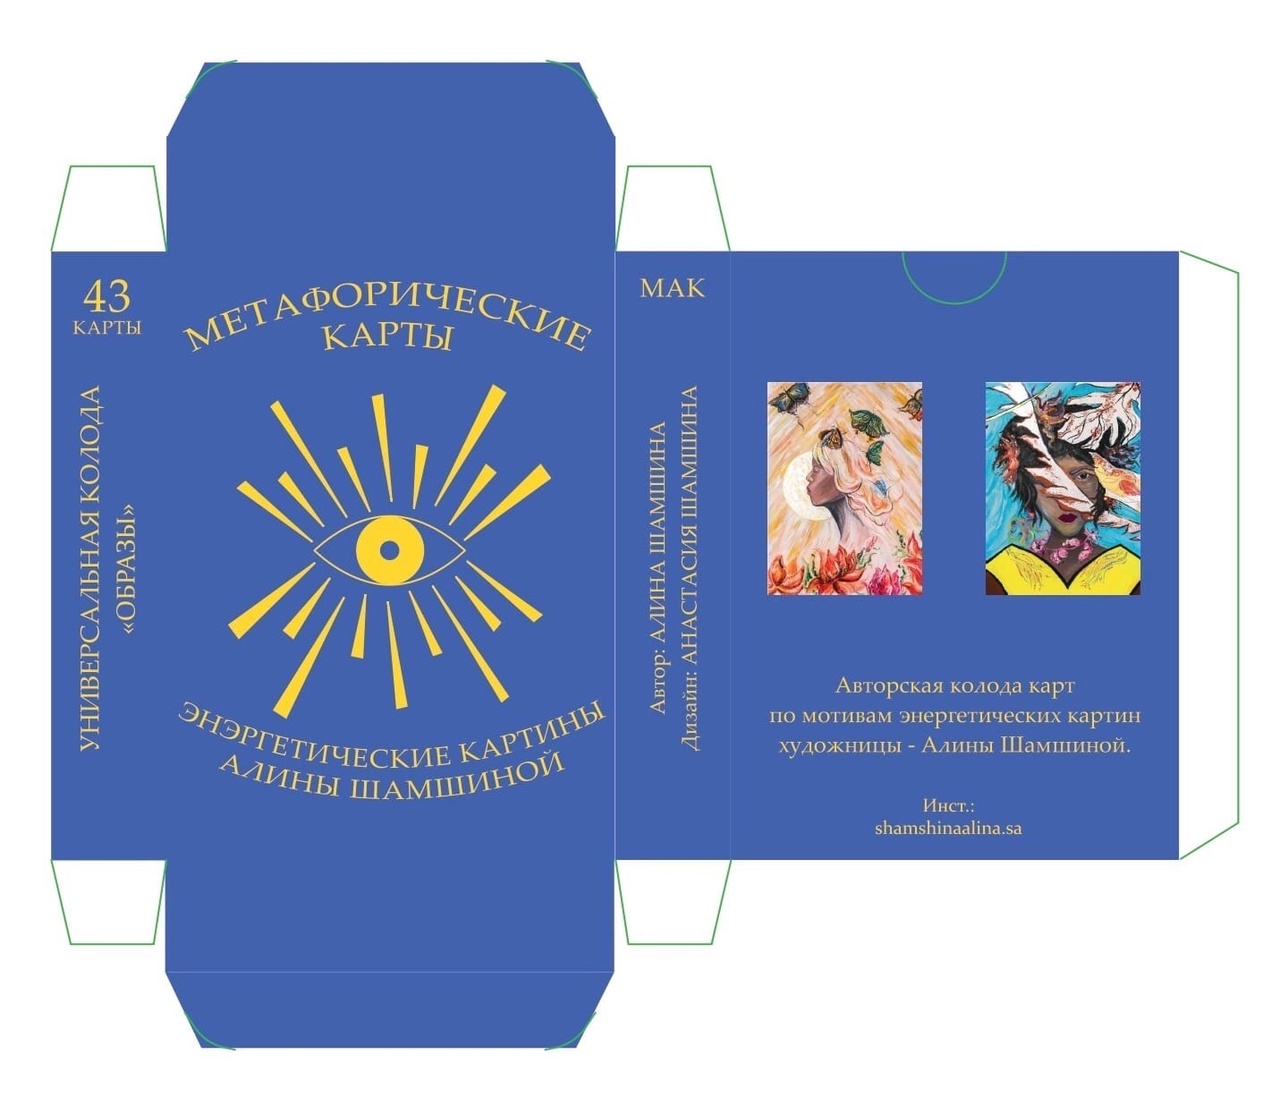 43
КАРТЫ
УНИВЕРСАЛЬНАЯ КОЛОДА
«ОБРАЗЫ»
МЕТАФОРИЧЕСКИЕ
КАРТЫ
ЭНЭРГЕТИЧЕСКИЕ КАРТИНЫ
АЛИНЫ ШАМШИНОЙ
МАК
Автор: АЛИНА ШАМШИНА
Дизайн: АНАСТАСИЯ ШАМШИНА
Авторская колода карт
по мотивам энергетических картин
художницы - Алины Шамшиной.
Инст.:
shamshinaalina.sa